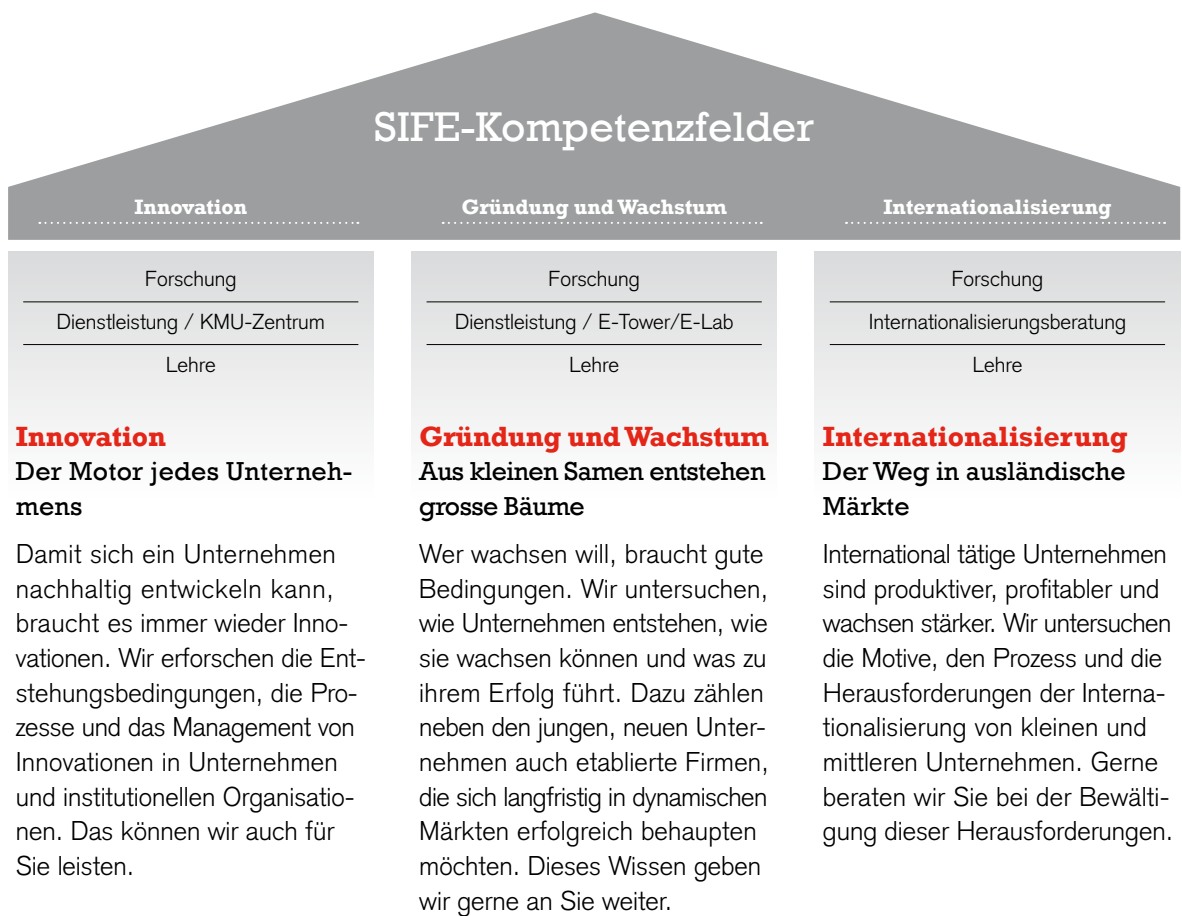 SIFE-Kompetenzfelder
Innovation
Gründung und Wachstum
Internationalisierung
Forschung
Dienstleistung / KMU-Zentrum
Lehre
Forschung
Dienstleistung / E-Tower/E-Lab
Lehre
Forschung
Internationalisierungsberatung
Lehre
Innovation
Der Motor jedes Unterneh-
mens
Damit sich ein Unternehmen
nachhaltig entwickeln kann,
braucht es immer wieder Inno-
vationen. Wir erforschen die Ent-
stehungsbedingungen, die Pro-
zesse und das Management von
Innovationen in Unternehmen
und institutionellen Organisatio-
nen. Das können wir auch für
Sie leisten.
Gründung und Wachstum
Aus kleinen Samen entstehen
grosse Bäume
Wer wachsen will, braucht gute
Bedingungen. Wir untersuchen,
wie Unternehmen entstehen, wie
sie wachsen können und was zu
ihrem Erfolg führt. Dazu zählen
neben den jungen, neuen Unter-
nehmen auch etablierte Firmen,
die sich langfristig in dynamischen
Märkten erfolgreich behaupten
möchten. Dieses Wissen geben
wir gerne an Sie weiter.
Internationalisierung
Der Weg in ausländische
Märkte
International tätige Unternehmen
sind produktiver, profitabler und
wachsen stärker. Wir untersuchen
die Motive, den Prozess und die
Herausforderungen der Interna-
tionalisierung von kleinen und
mittleren Unternehmen. Gerne
beraten wir Sie bei der Bewälti-
gung dieser Herausforderungen.